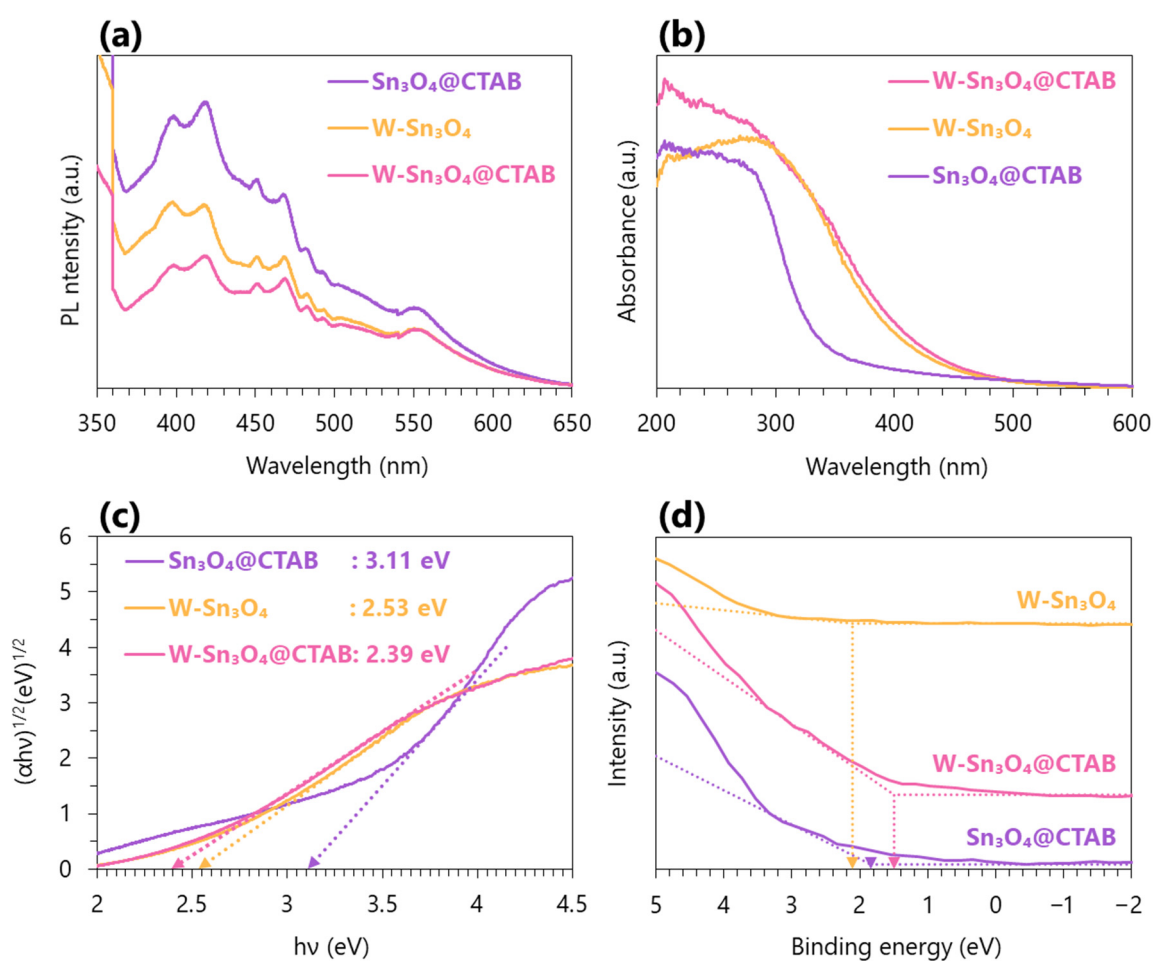 (a)
Sn₃O₄@CTAB
W-Sn₃O₄
W-Sn₃O₄@CTAB
PL ntensity (a.u.)
350 400 450 500 550 600 650
Wavelength (nm)
(b)
W-Sn₃O₄@CTAB
W-Sn₃O₄
Sn₃O₄@CTAB
Absorbance (a.u.)
200 300 400 500 600
Wavelength (nm)
(c)
Sn₃O₄@CTAB : 3.11 eV
W-Sn₃O₄ : 2.53 eV
W-Sn₃O₄@CTAB: 2.39 eV
(αhν)¹/²(eV)¹/²
6
5
4
3
2
1
0
2 2.5 3 3.5 4 4.5
hν (eV)
(d)
W-Sn₃O₄
W-Sn₃O₄@CTAB
Sn₃O₄@CTAB
Intensity (a.u.)
5 4 3 2 1 0 −1 −2
Binding energy (eV)